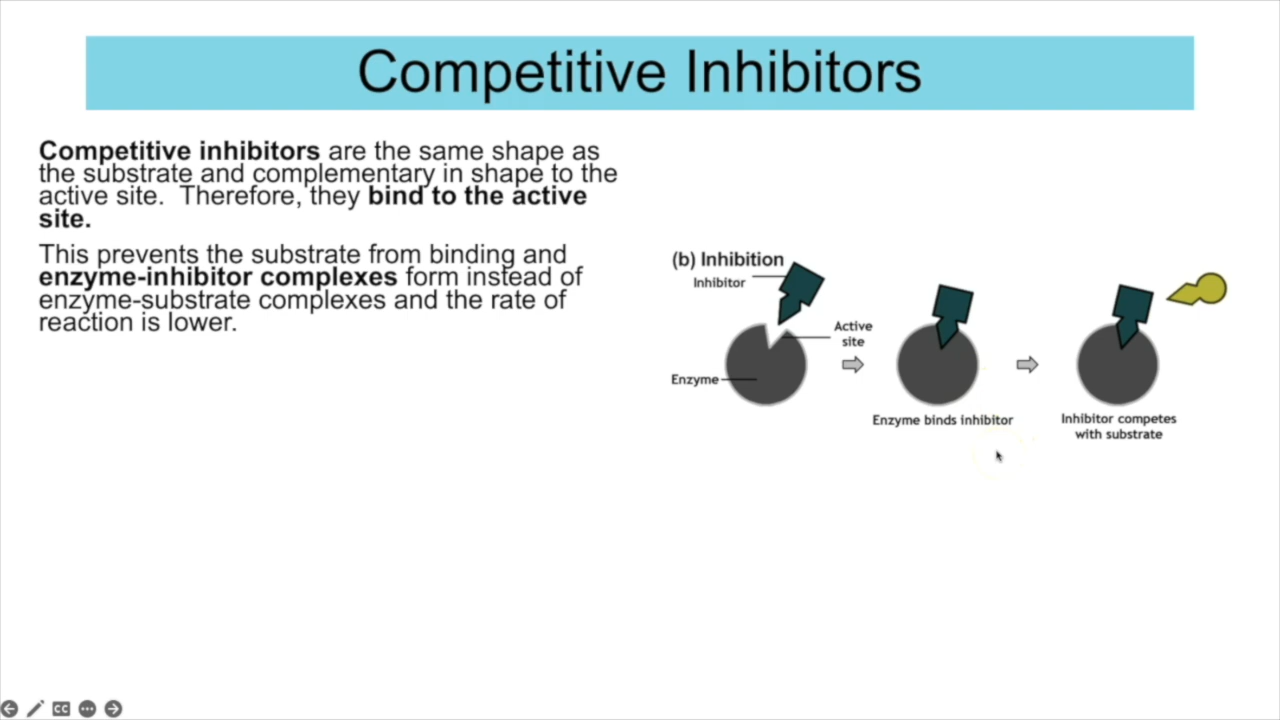 Competitive Inhibitors
Competitive inhibitors are the same shape as
the substrate and complementary in shape to the
active site. Therefore, they bind to the active
site.
This prevents the substrate from binding and
enzyme-inhibitor complexes form instead of
enzyme-substrate complexes and the rate of
reaction is lower.
(b) Inhibition
Inhibitor
Active
site
Enzyme
Enzyme binds inhibitor
Inhibitor competes
with substrate
CC